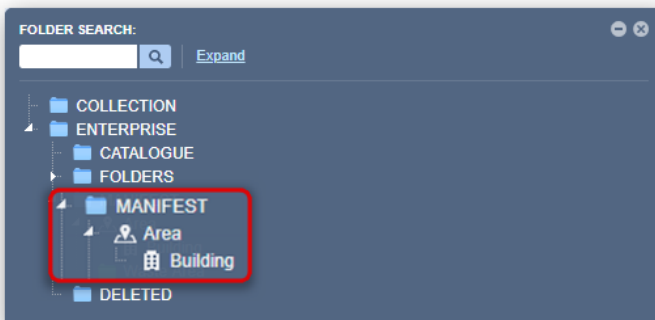 FOLDER SEARCH:
Expand
COLLECTION
ENTERPRISE
CATALOGUE
FOLDERS
MANIFEST
Area
Building
DELETED